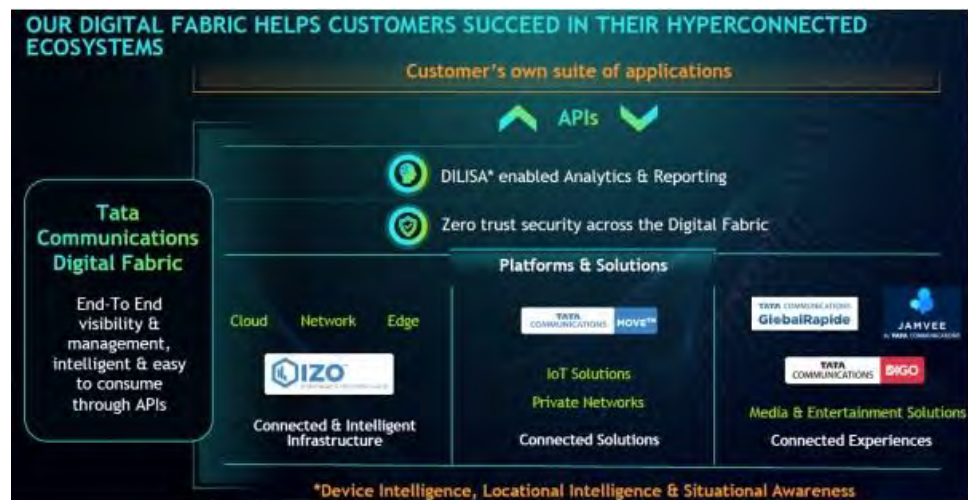 OUR DIGITAL FABRIC HELPS CUSTOMERS SUCCEED IN THEIR HYPERCONNECTED
ECOSYSTEMS
Customer's own suite of applications
APIs
DILISA* enabled Analytics & Reporting
Zero trust security across the Digital Fabric
Tata
Communications
Digital Fabric
End-To End
visibility &
management,
intelligent & easy
to consume
through APIs
Platforms & Solutions
Cloud Network Edge
IZO™
Connected & Intelligent
Infrastructure
TATA
COMMUNICATIONS
MOVE™
IoT Solutions
Private Networks
Connected Solutions
TATA COMMUNICATIONS
GlobalRapide
JAMVEE
by TATA COMMUNICATIONS
TATA
COMMUNICATIONS
DIGO
Media & Entertainment Solutions
Connected Experiences
*Device Intelligence, Locational Intelligence & Situational Awareness